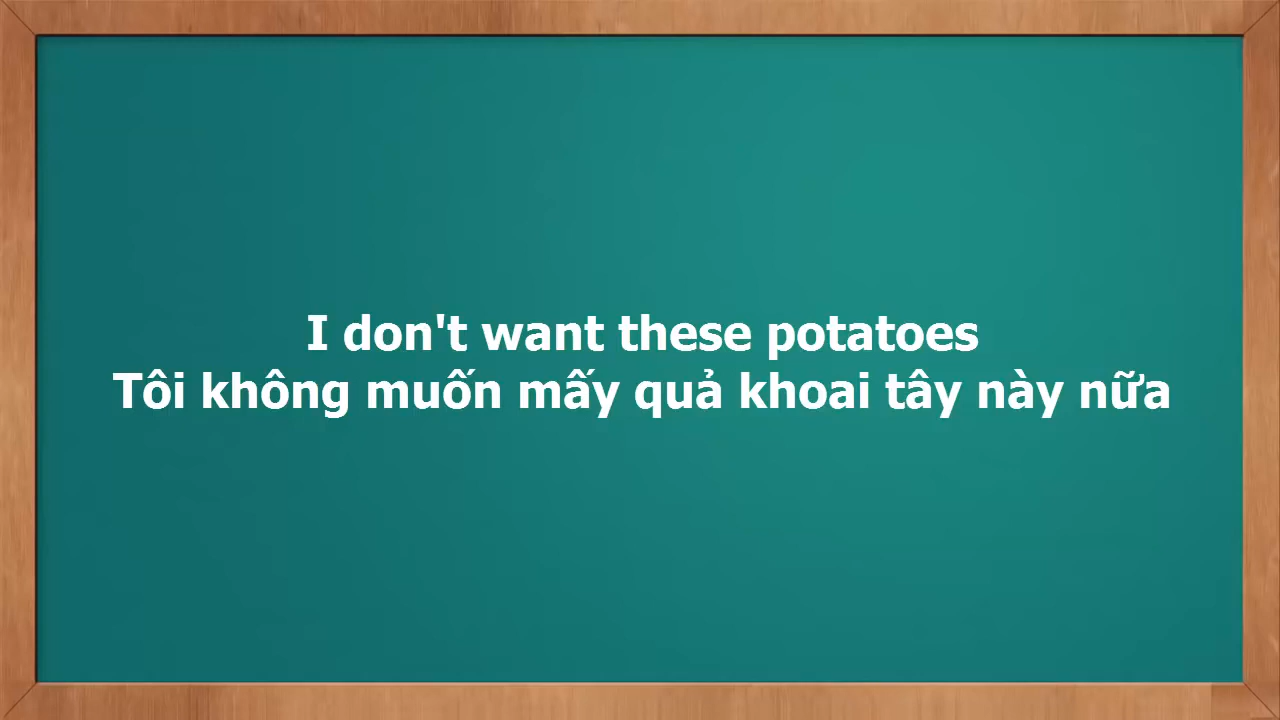 I don't want these potatoes
Tôi không muốn mấy quả khoai tây này nữa